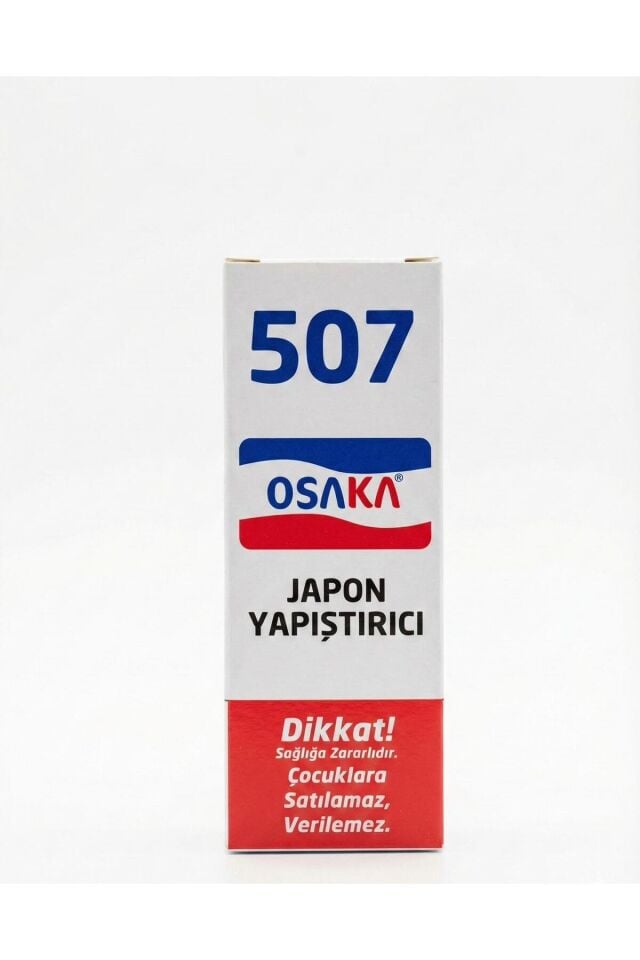 507
OSAKA®
JAPON
YAPIŞTIRICI
Dikkat!
Sağlığa Zararlıdır.
Çocuklara
Satılamaz,
Verilemez.